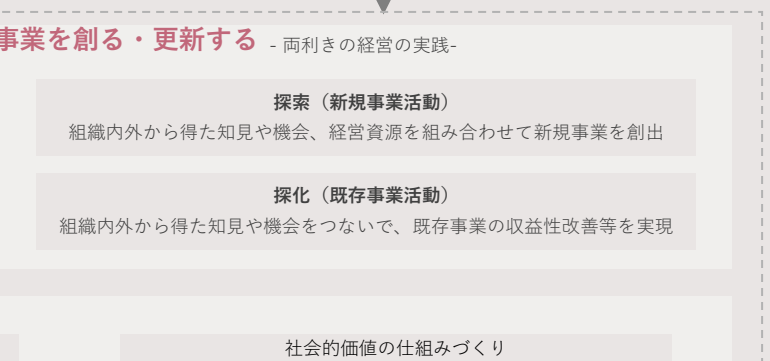 事業を創る・更新する - 両利きの経営の実践-
探索（新規事業活動）
組織内外から得た知見や機会、経営資源を組み合わせて新規事業を創出
探化（既存事業活動）
組織内外から得た知見や機会をつないで、既存事業の収益性改善等を実現
社会的価値の仕組みづくり